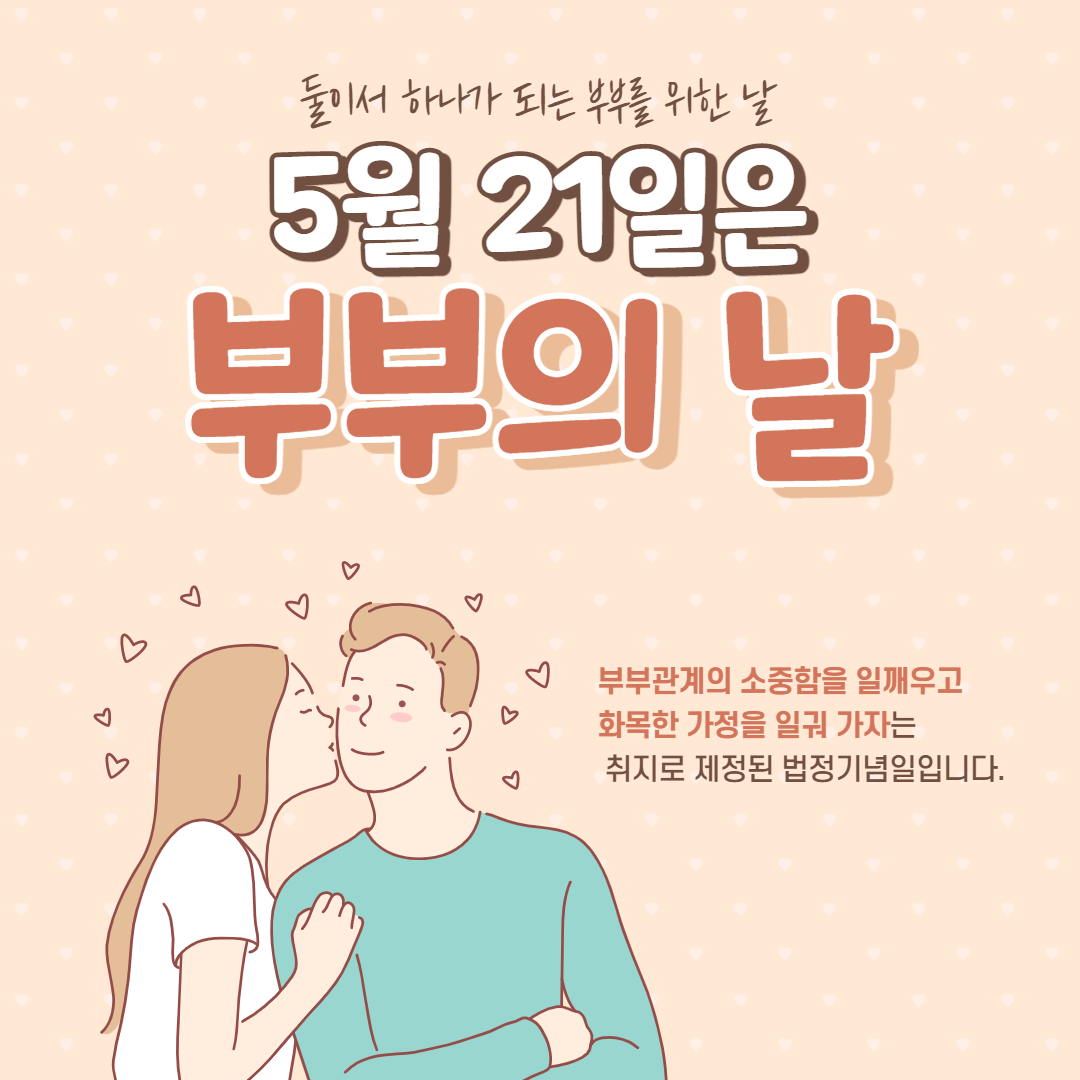 둘이서 하나가 되는 부부를 위한 날
5월 21일은
부부의 날
부부관계의 소중함을 일깨우고
화목한 가정을 일궈 가자는
취지로 제정된 법정기념일입니다.